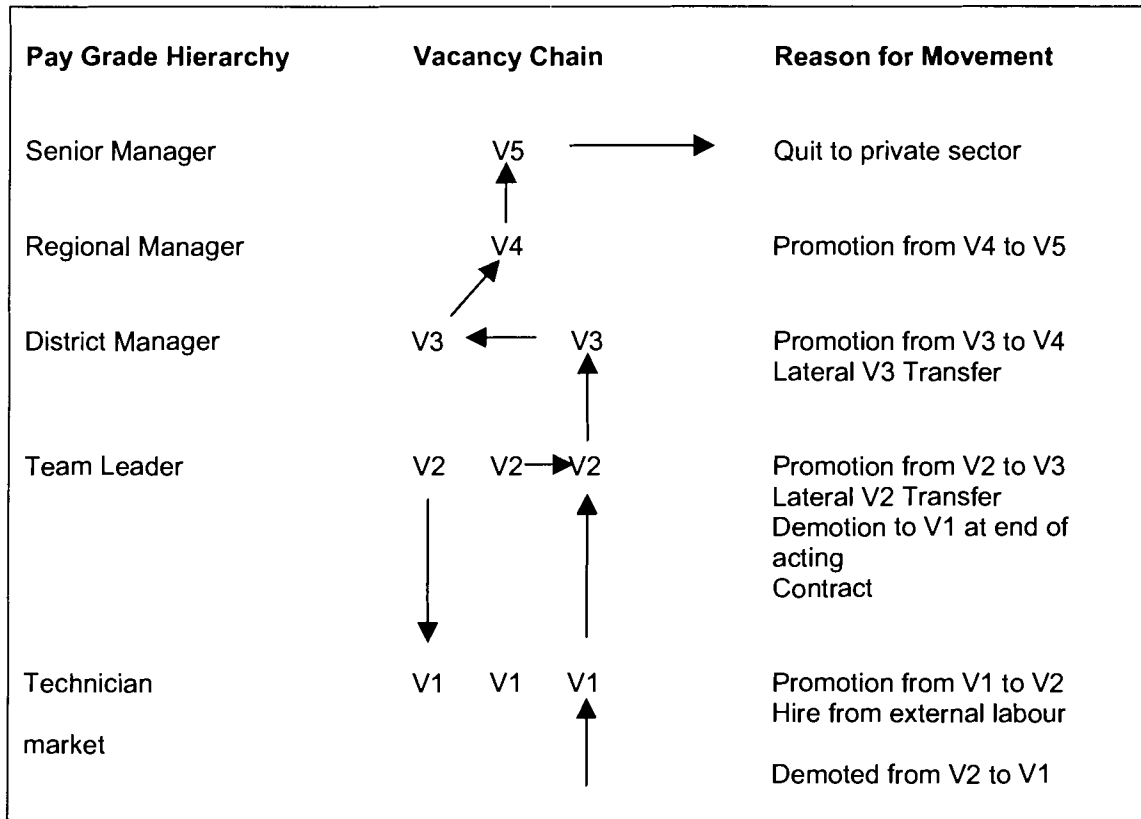 Pay Grade Hierarchy Vacancy Chain Reason for Movement
Senior Manager V5 Quit to private sector
Regional Manager V4 Promotion from V4 to V5
District Manager V3 V3 Promotion from V3 to V4
Lateral V3 Transfer
Team Leader V2 V2 V2 Promotion from V2 to V3
Lateral V2 Transfer
Demotion to V1 at end of
acting
Contract
Technician V1 V1 V1 Promotion from V1 to V2
Hire from external labour
market
Demoted from V2 to V1